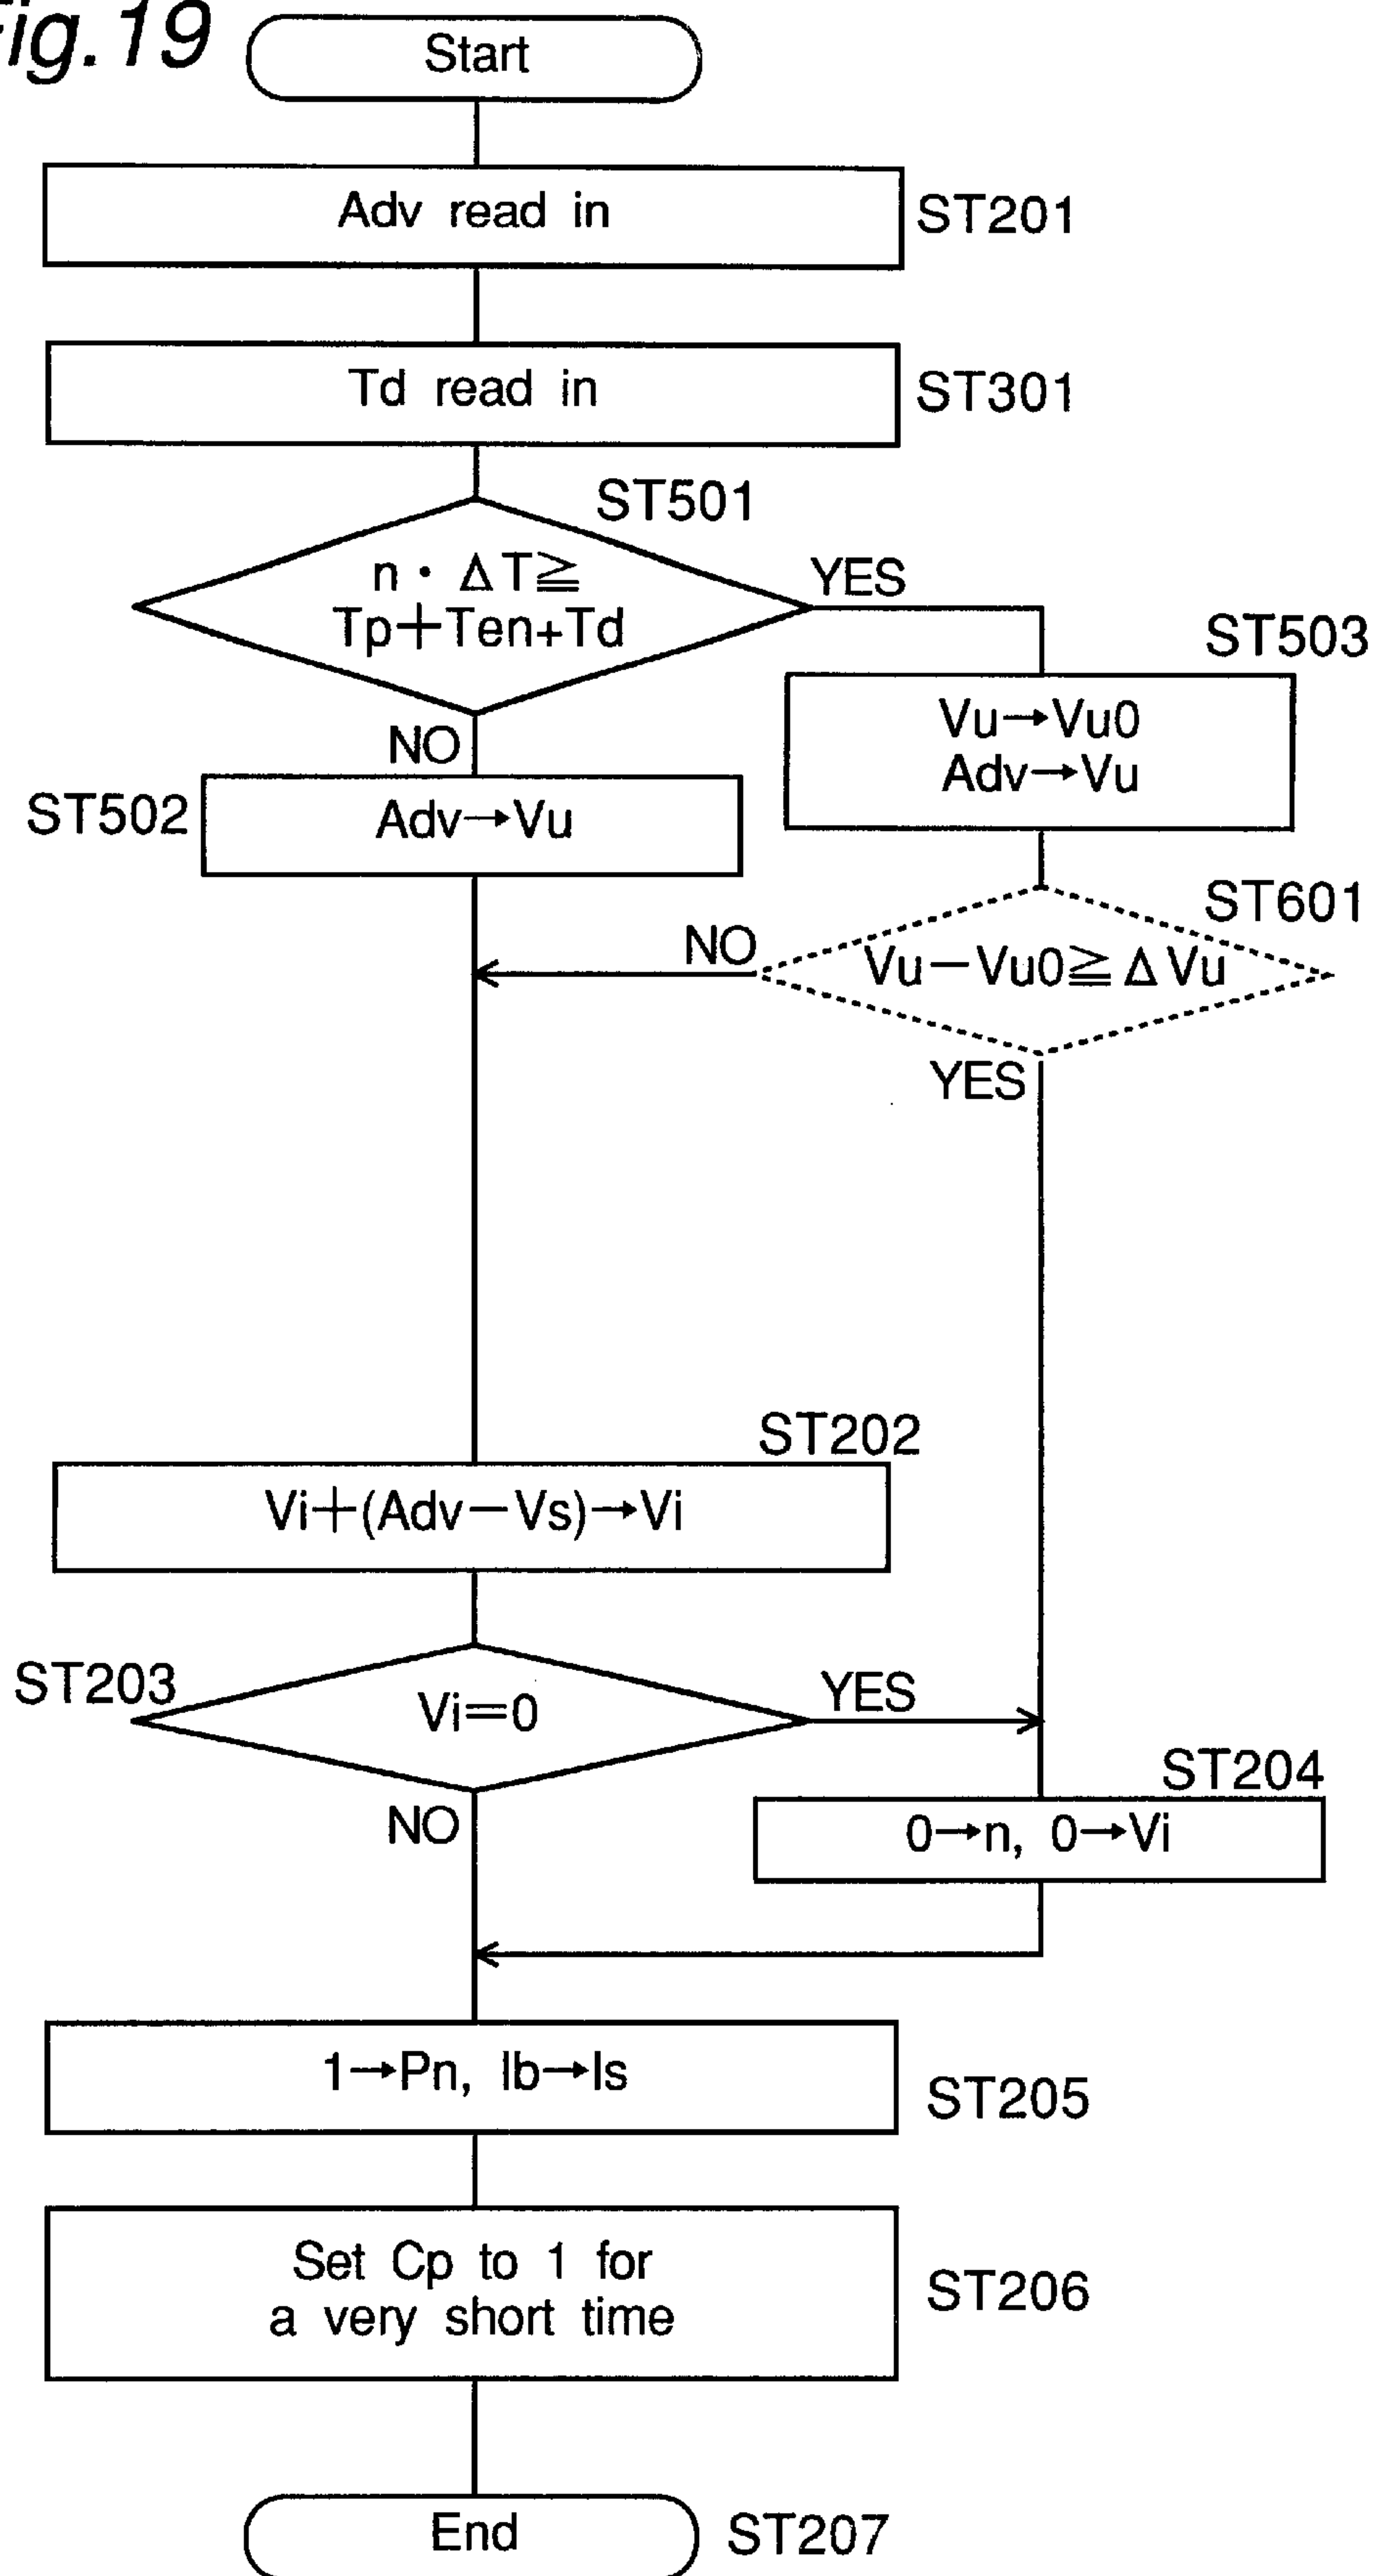 Fig.19
Start
Adv read in
ST201
Td read in
ST301
ST501
n・ΔT≧
Tp+Ten+Td
YES
NO
ST503
Vu→Vu0
Adv→Vu
ST502
Adv→Vu
ST601
Vu−Vu0≧ΔVu
NO
YES
ST202
Vi+(Adv−Vs)→Vi
ST203
Vi=0
YES
NO
ST204
0→n, 0→Vi
1→Pn, Ib→Is
ST205
Set Cp to 1 for
a very short time
ST206
End
ST207